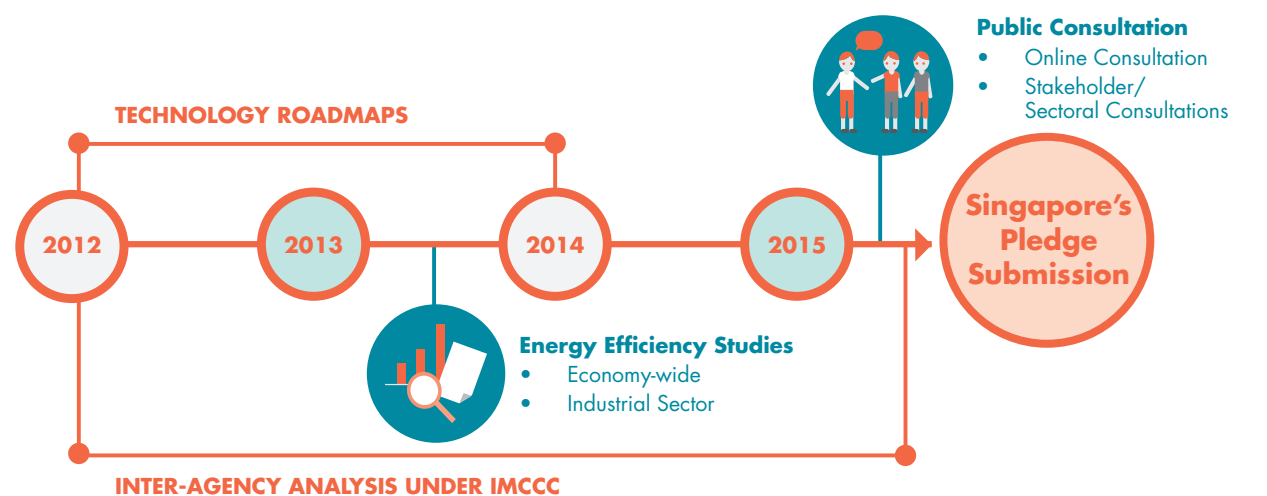 Public Consultation
• Online Consultation
• Stakeholder/
Sectoral Consultations
TECHNOLOGY ROADMAPS
2012
2013
2014
2015
Singapore's
Pledge
Submission
Energy Efficiency Studies
• Economy-wide
• Industrial Sector
INTER-AGENCY ANALYSIS UNDER IMCCC